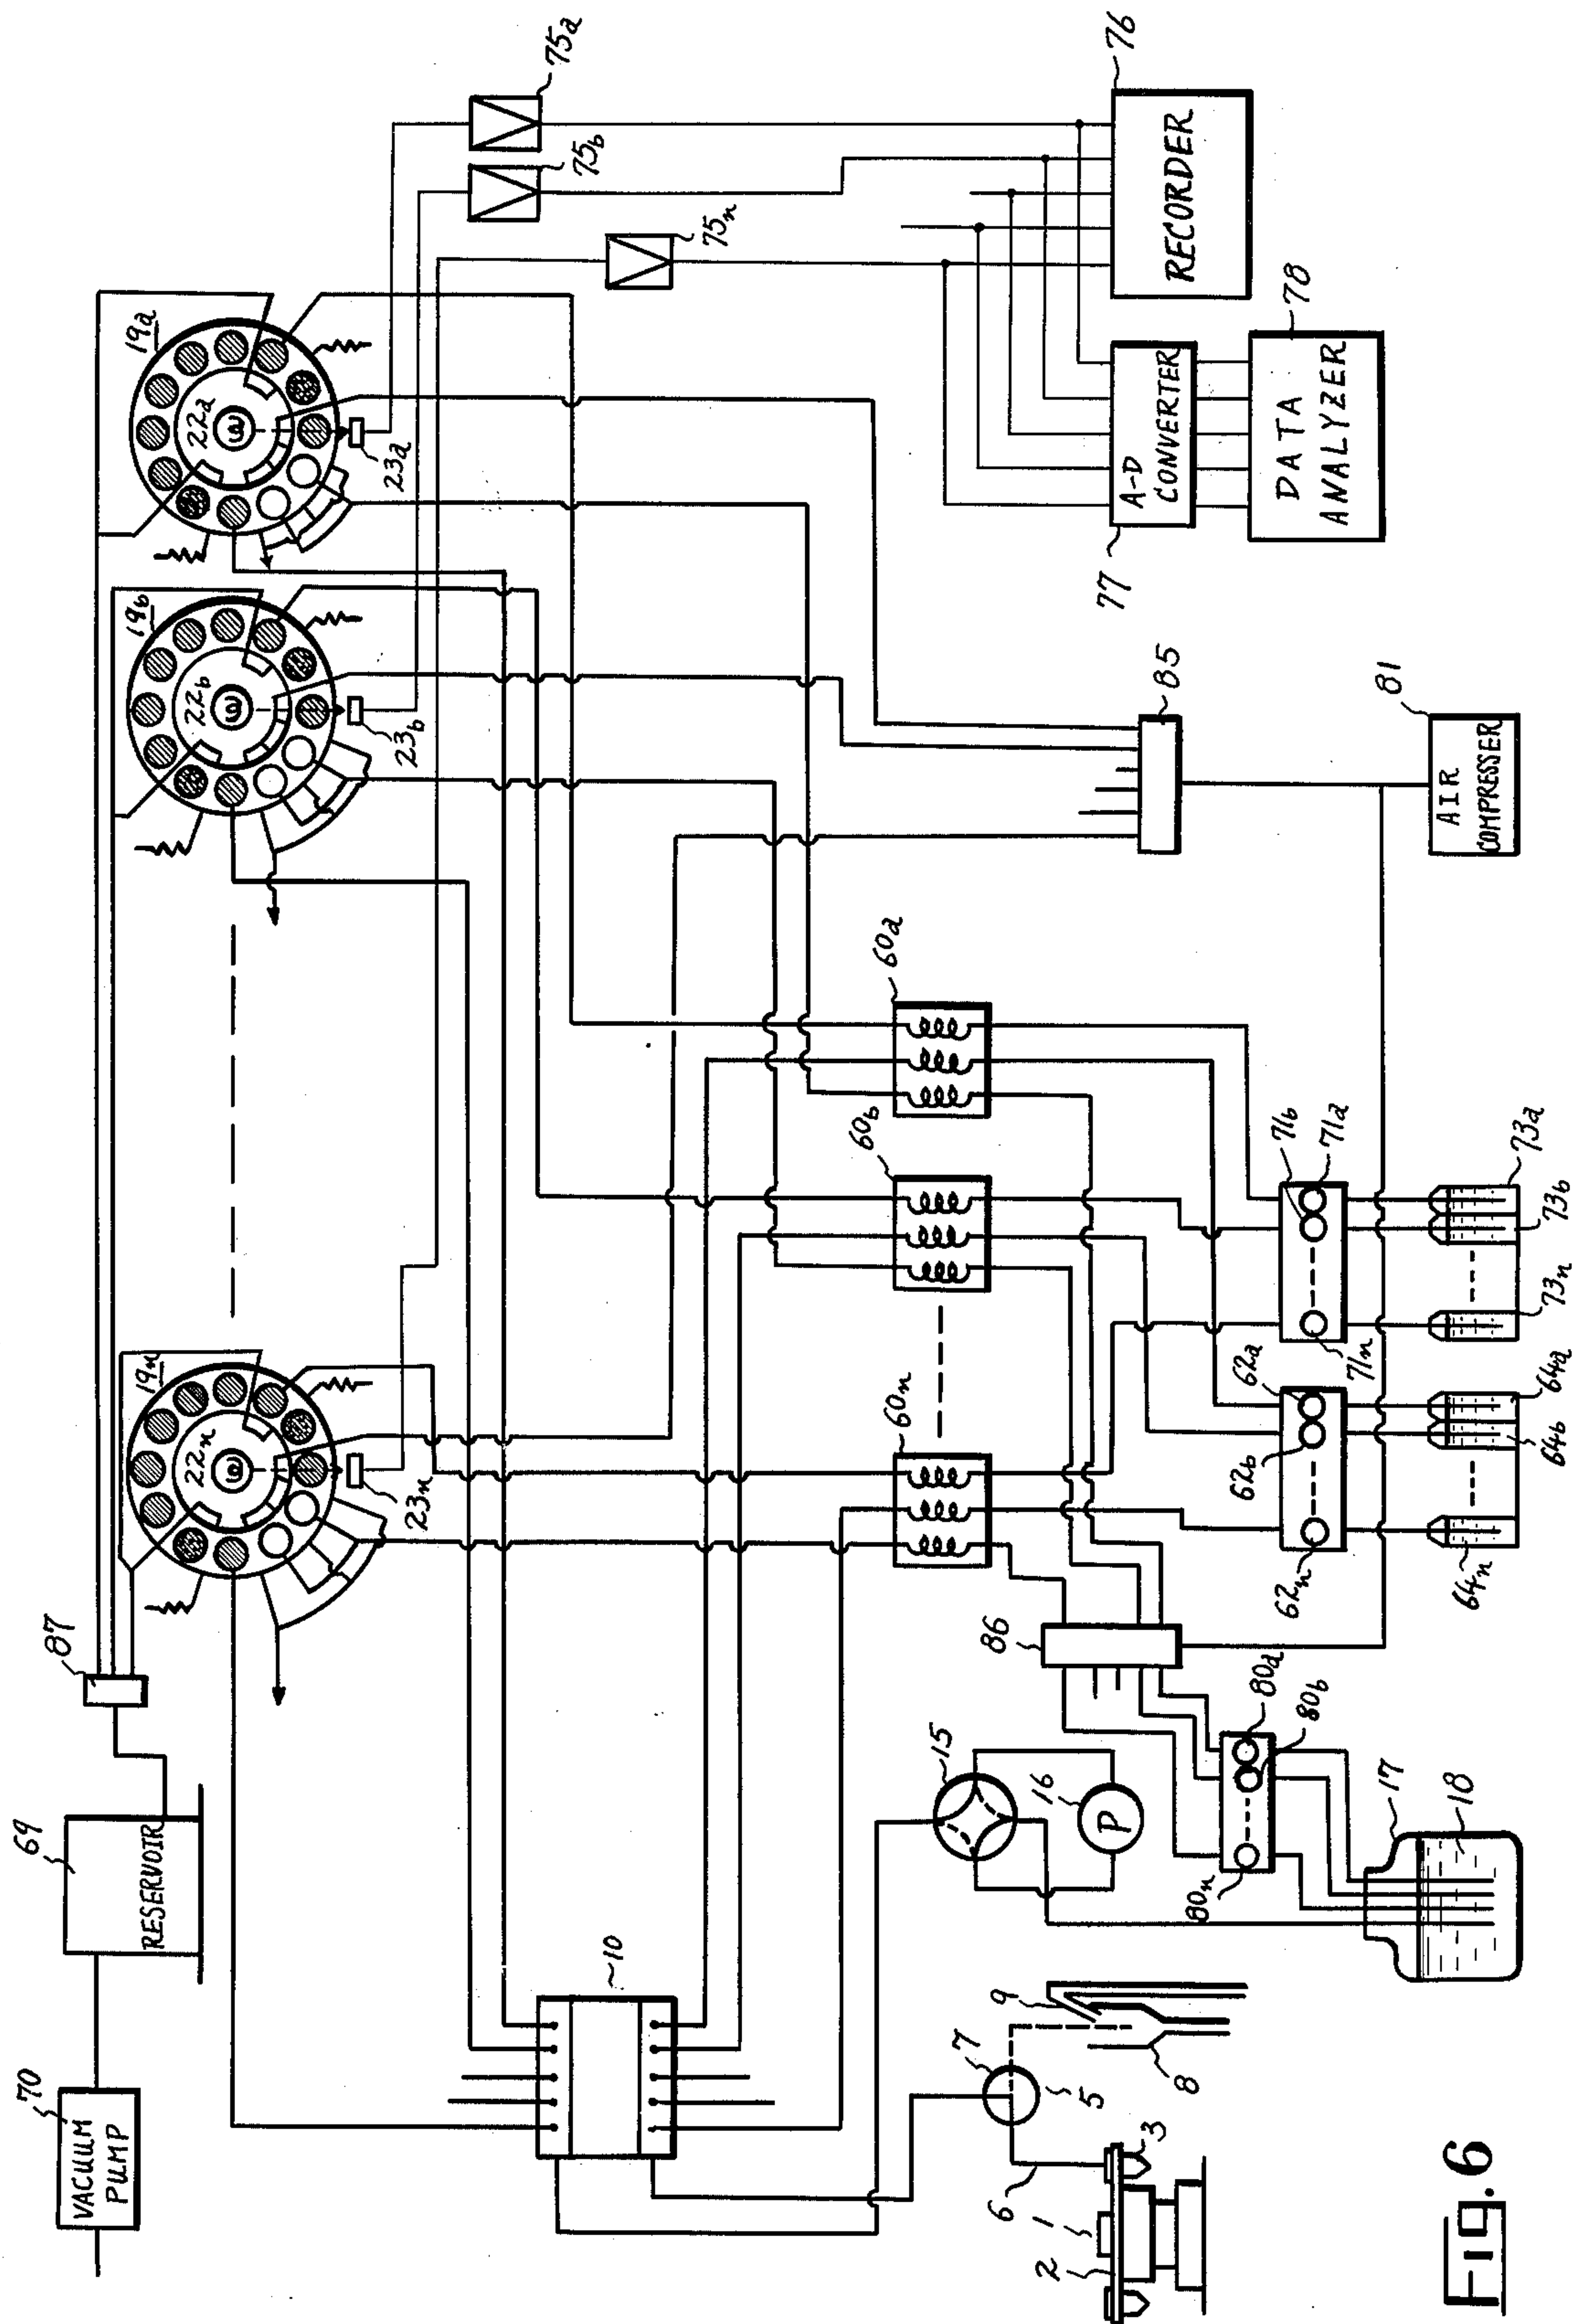 70
VACUUM
PUMP
69
RESERVOIR
87
19n
22n
23n
19b
22b
23b
19a
22a
23a
75a
75b
75n
10
60n
60b
60a
76
RECORDER
77
A-D
CONVERTER
78
DATA
ANALYZER
85
81
AIR
COMPRESSER
86
15
16
P
80a
80b
80n
17
18
62a
62b
62n
64a
64b
64n
71b
71a
71n
73a
73b
73n
9
7
5
8
6
1
2
3
Fig. 6